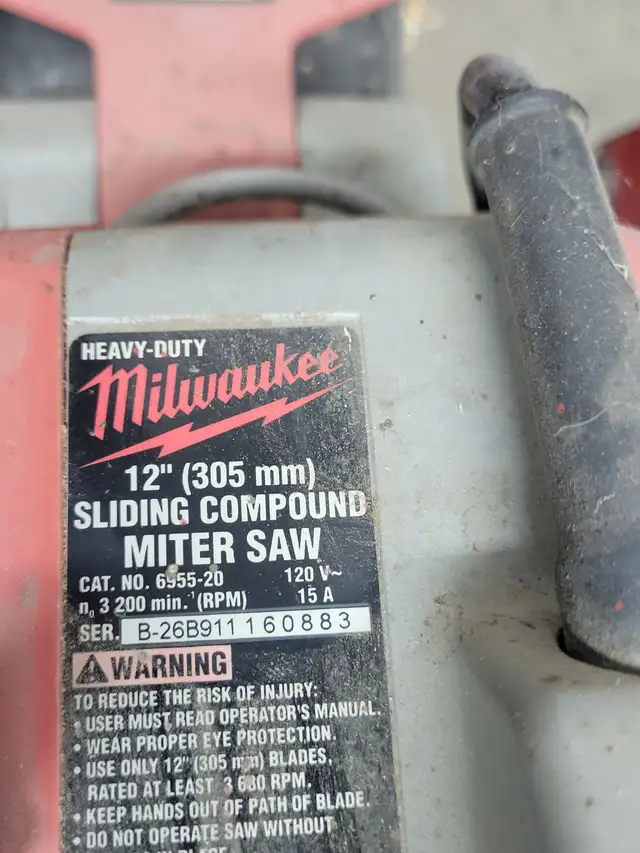 HEAVY-DUTY
Milwaukee
12" (305 mm)
SLIDING COMPOUND
MITER SAW
CAT. NO. 6955-20 120 V~
n₀ 3 200 min.⁻¹ (RPM) 15 A
SER. B-26B911160883
WARNING
TO REDUCE THE RISK OF INJURY:
• USER MUST READ OPERATOR'S MANUAL.
• WEAR PROPER EYE PROTECTION.
• USE ONLY 12" (305 mm) BLADES,
RATED AT LEAST 3 680 RPM.
• KEEP HANDS OUT OF PATH OF BLADE.
• DO NOT OPERATE SAW WITHOUT